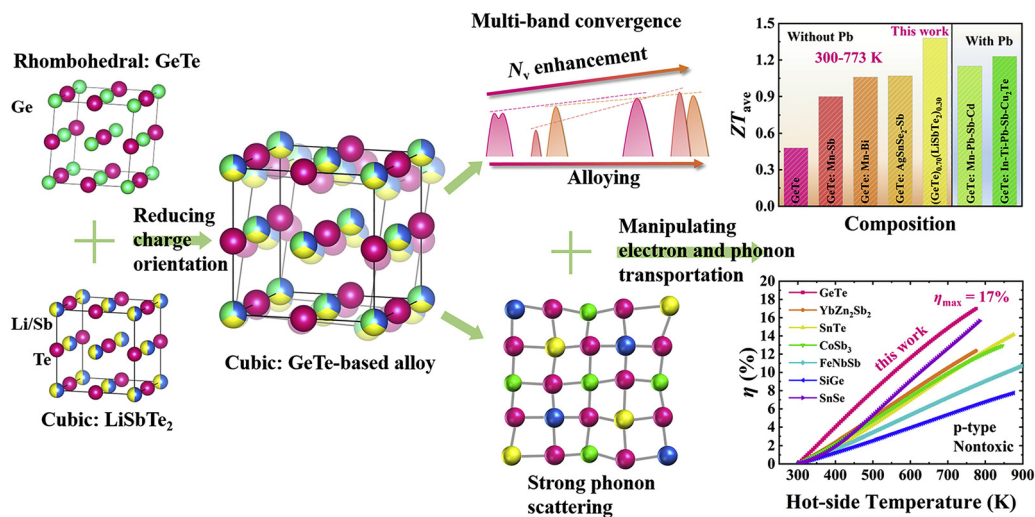 Multi-band convergence
Rhombohedral: GeTe
Ge
N_v enhancement
Alloying
Reducing
charge
orientation
Li/Sb
Te
Cubic: LiSbTe₂
Cubic: GeTe-based alloy
Manipulating
electron and phonon
transportation
Strong phonon
scattering
ZT_ave
1.5
1.2
0.9
0.6
0.3
0.0
Without Pb
This work
With Pb
300-773 K
GeTe
GeTe: Mn-Sb
GeTe: Mn-Bi
GeTe: AgSnSe₂-Sb
(GeTe)₀.₇₀(LiSbTe₂)₀.₃₀
GeTe: Mn-Pb-Sb-Cd
GeTe: In-Ti-Pb-Sb-Cu₂Te
Composition
η (%)
20
18
16
14
12
10
8
6
4
2
0
GeTe
YbZn₂Sb₂
SnTe
CoSb₃
FeNbSb
SiGe
SnSe
η_max = 17%
this work
p-type
Nontoxic
300 400 500 600 700 800 900
Hot-side Temperature (K)